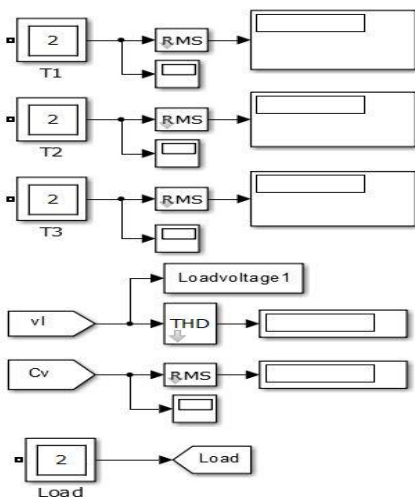 2
RMS
T1
2
RMS
T2
2
RMS
T3
Loadvoltage1
vl
THD
Cv
RMS
2
Load
Load